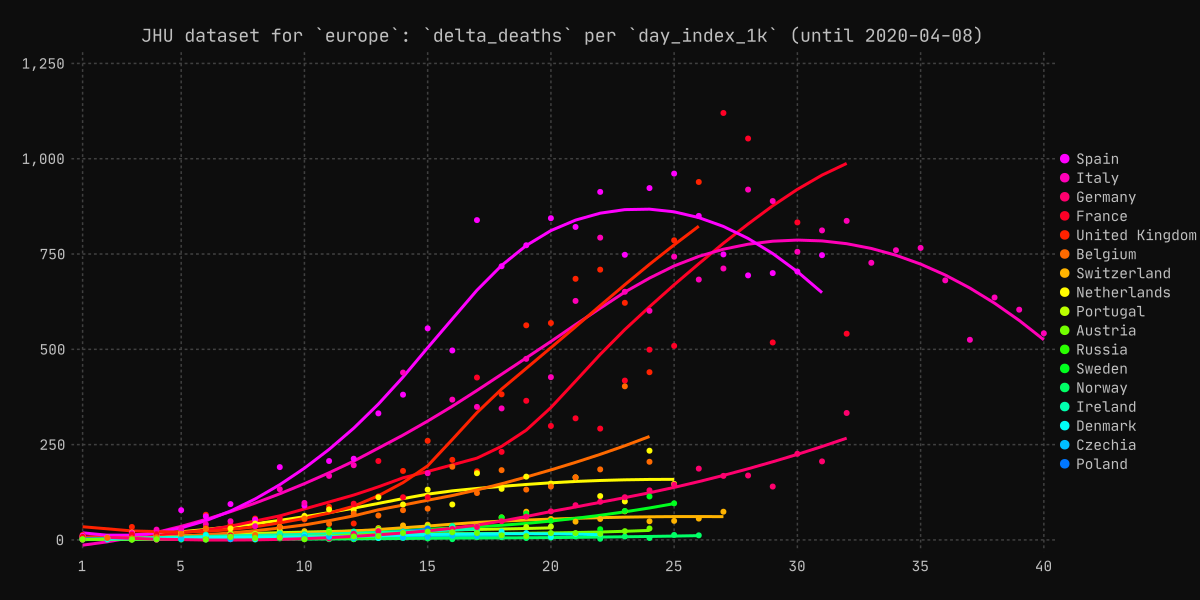 JHU dataset for `europe`: `delta_deaths` per `day_index_1k` (until 2020-04-08)
1,250
1,000
750
500
250
0
1 5 10 15 20 25 30 35 40
Spain
Italy
Germany
France
United Kingdom
Belgium
Switzerland
Netherlands
Portugal
Austria
Russia
Sweden
Norway
Ireland
Denmark
Czechia
Poland